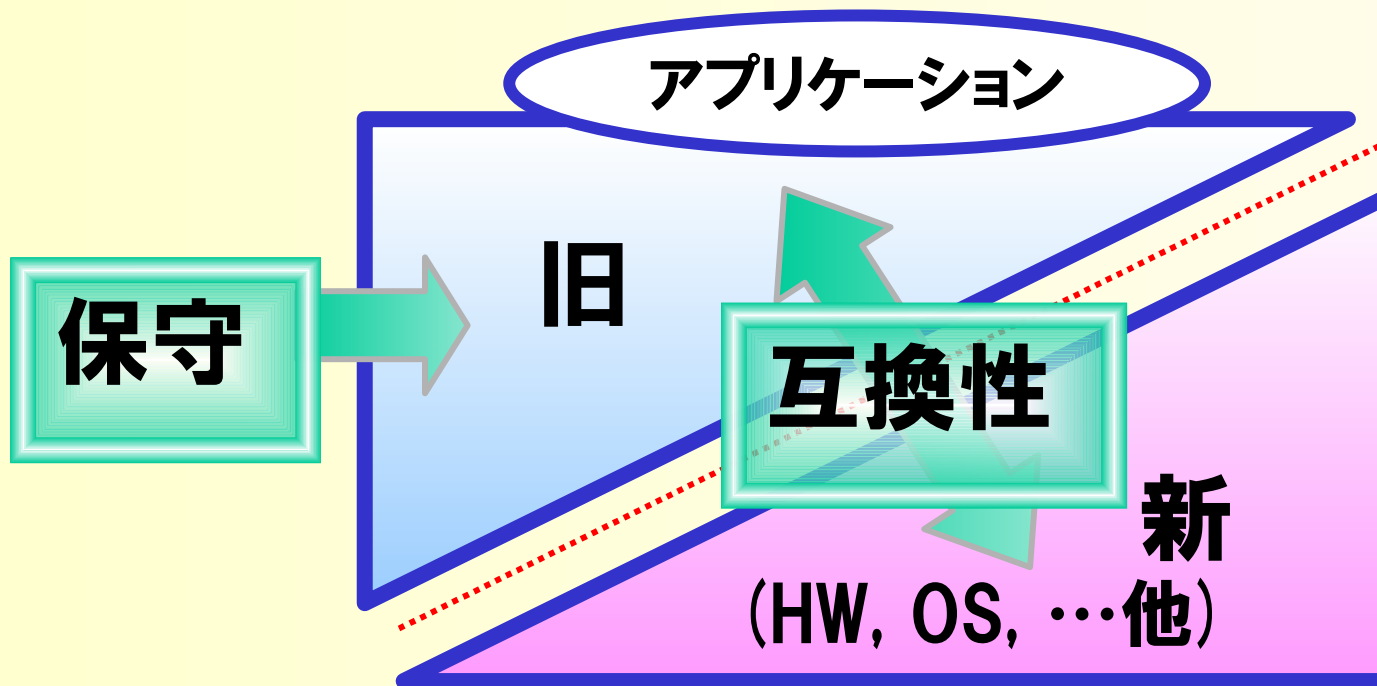 アプリケーション
旧
保守
互換性
新
(HW, OS, …他)